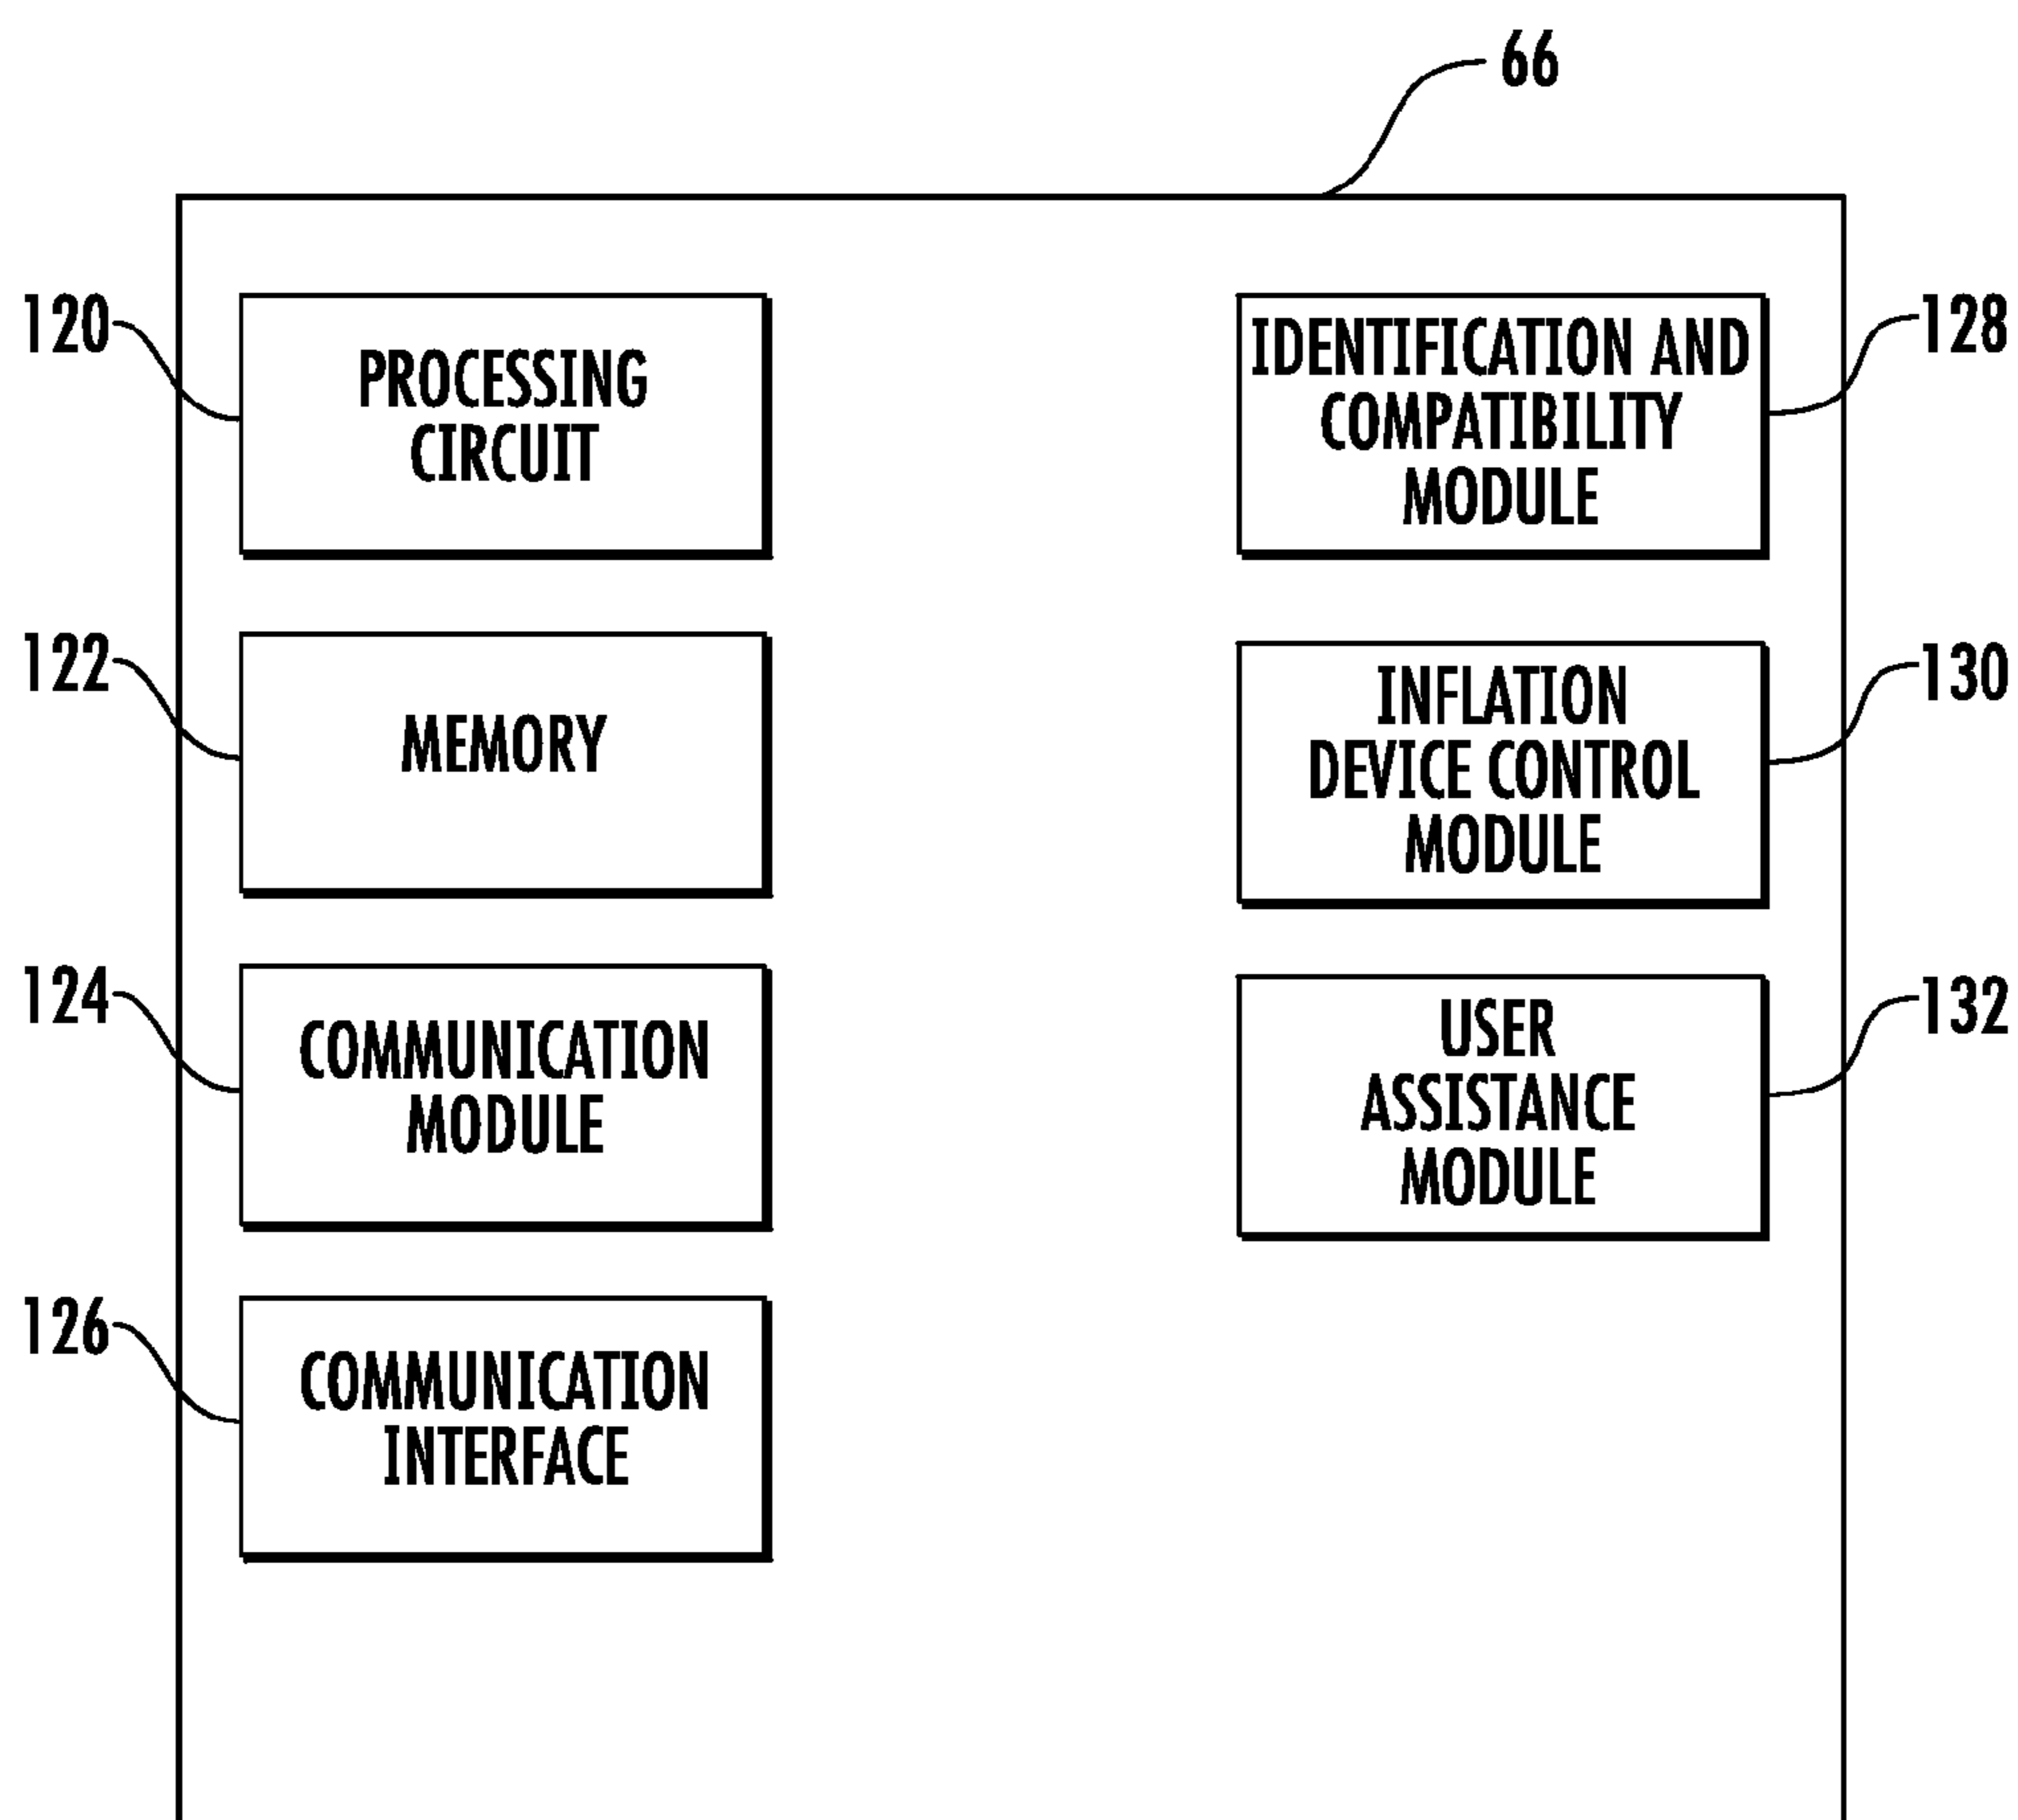 66
120
PROCESSING
CIRCUIT
122
MEMORY
124
COMMUNICATION
MODULE
126
COMMUNICATION
INTERFACE
IDENTIFICATION AND
COMPATIBILITY
MODULE
128
INFLATION
DEVICE CONTROL
MODULE
130
USER
ASSISTANCE
MODULE
132